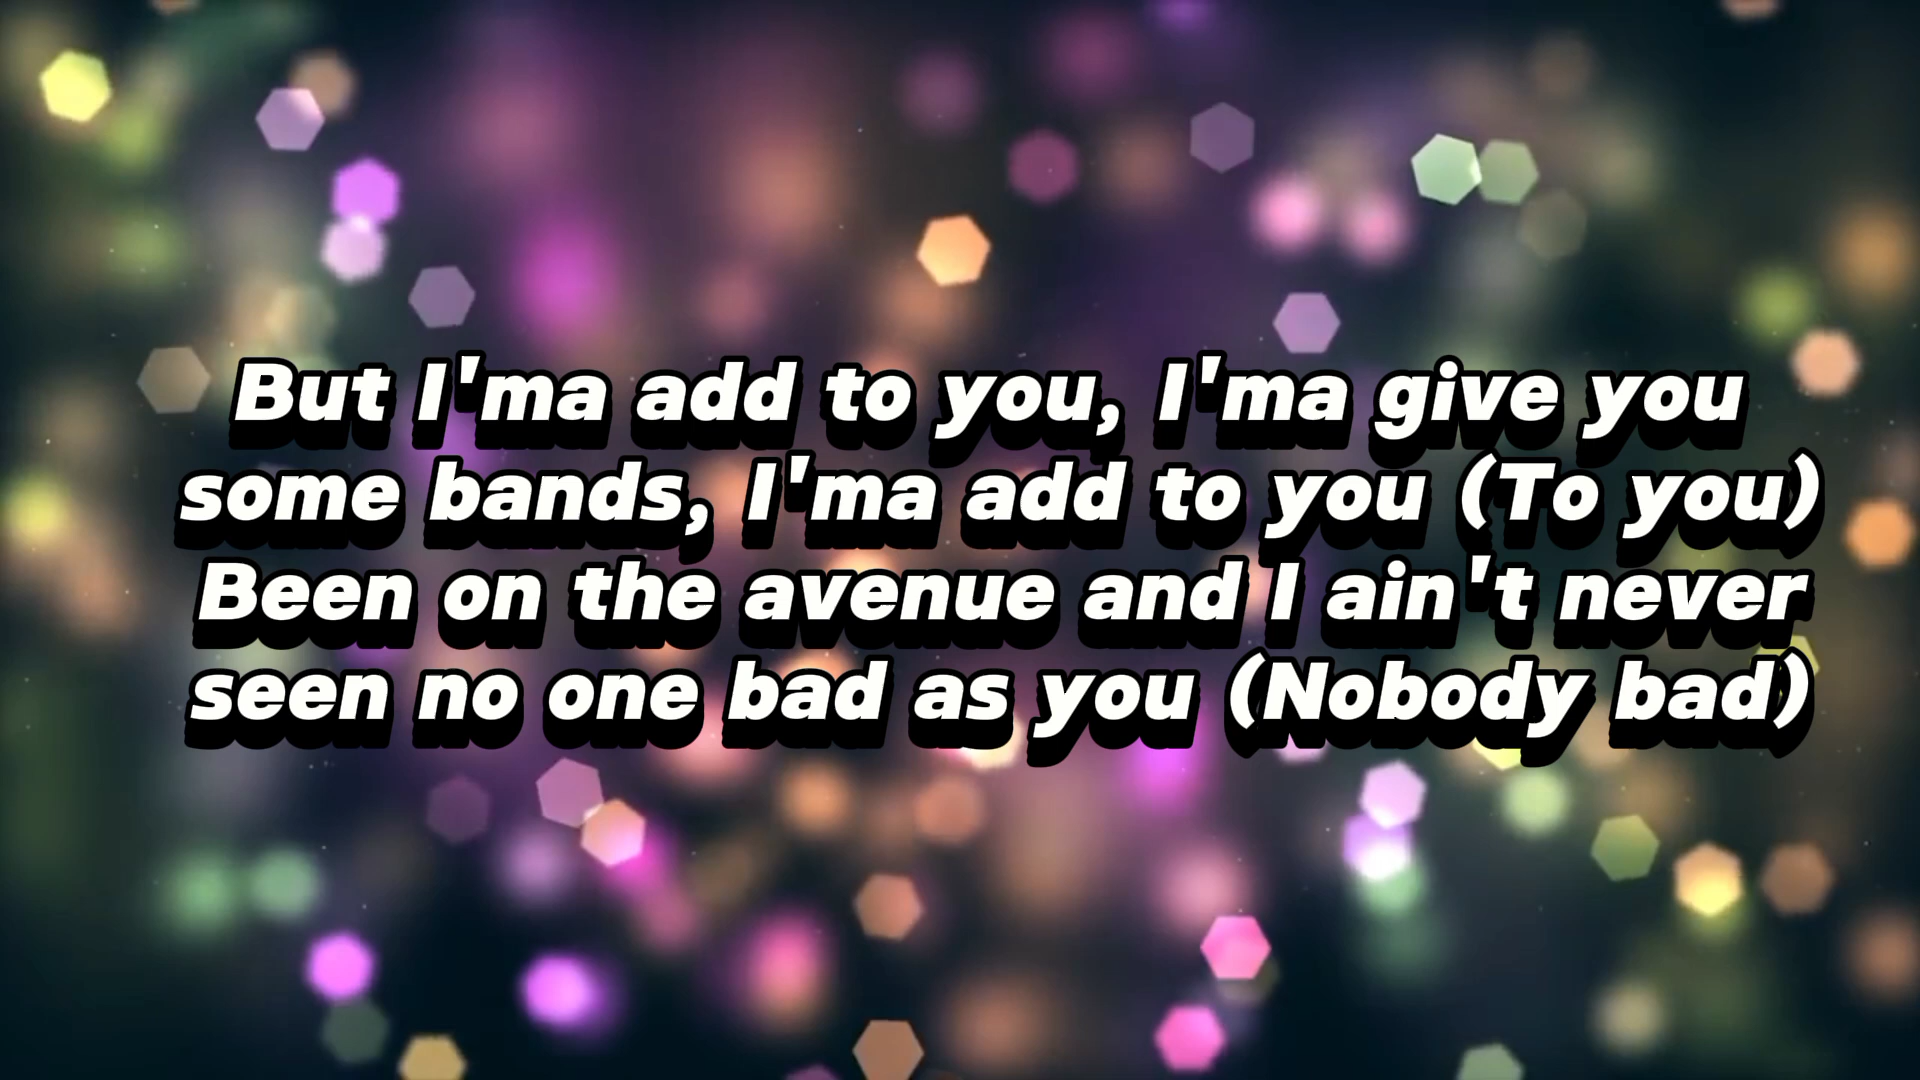 But I'ma add to you, I'ma give you
some bands, I'ma add to you (To you)
Been on the avenue and I ain't never
seen no one bad as you (Nobody bad)